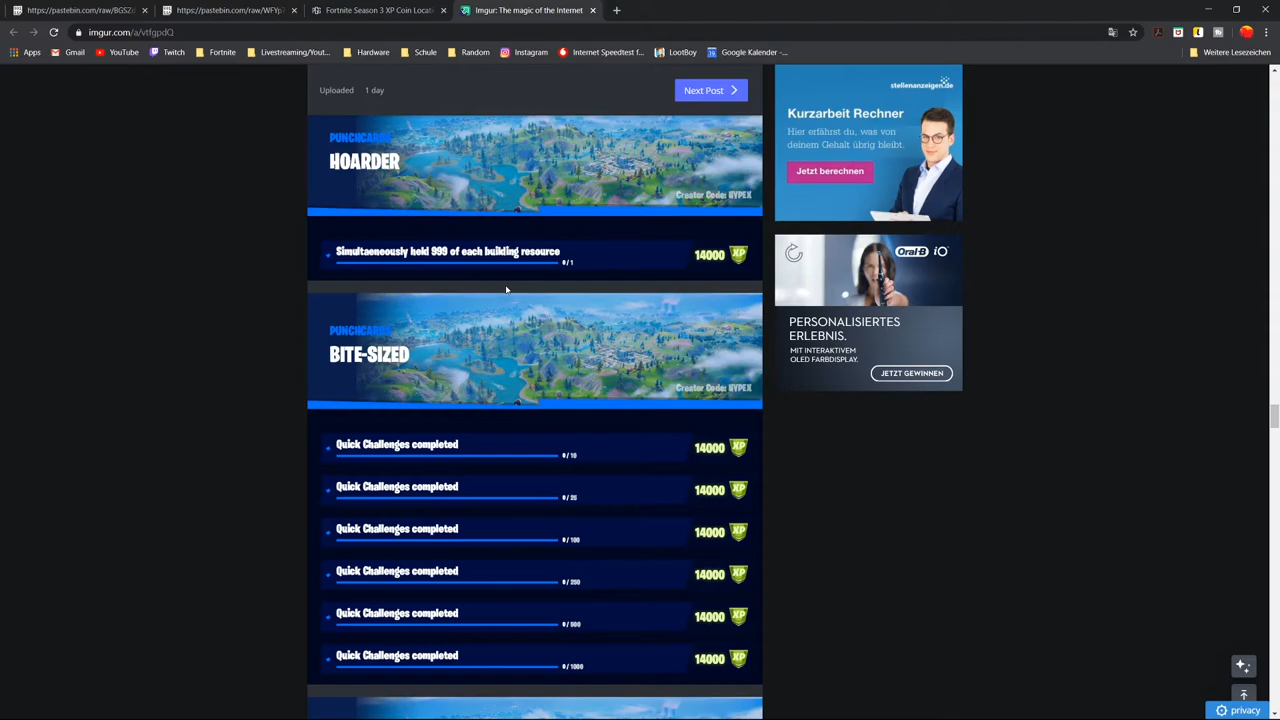 https://pastebin.com/raw/BGSZ
https://pastebin.com/raw/WFYp
Fortnite Season 3 XP Coin Locat
Imgur: The magic of the Internet
imgur.com/a/vtfgpdQ
Apps
Gmail
YouTube
Twitch
Fortnite
Livestreaming/Yout...
Hardware
Schule
Random
Instagram
Internet Speedtest f...
LootBoy
Google Kalender -...
Weitere Lesezeichen
Uploaded 1 day
Next Post
PUNCHCARDS
HOARDER
Creator Code: HYPEX
Simultaeneously held 999 of each building resource
0 / 1
14000 XP
PUNCHCARDS
BITE-SIZED
Creator Code: HYPEX
Quick Challenges completed
0 / 10
14000 XP
Quick Challenges completed
0 / 25
14000 XP
Quick Challenges completed
0 / 100
14000 XP
Quick Challenges completed
0 / 250
14000 XP
Quick Challenges completed
0 / 500
14000 XP
Quick Challenges completed
0 / 1000
14000 XP
stellenanzeigen.de
Kurzarbeit Rechner
Hier erfährst du, was von
deinem Gehalt übrig bleibt.
Jetzt berechnen
Oral-B iO
PERSONALISIERTES
ERLEBNIS.
MIT INTERAKTIVEM
OLED FARBDISPLAY.
JETZT GEWINNEN
privacy